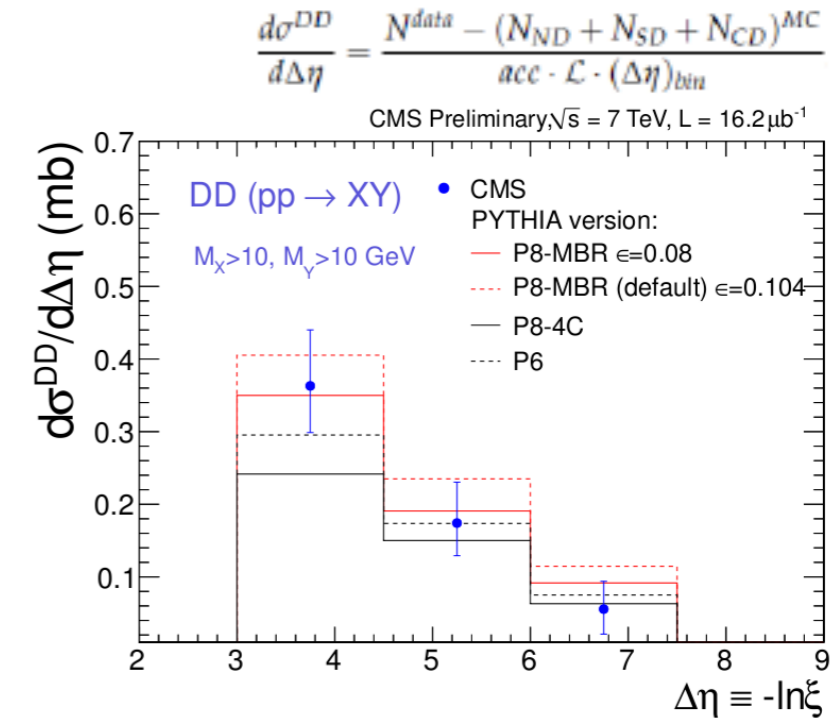 dσ^DD/dΔη = N^data − (N_ND + N_SD + N_CD)^MC / acc · ℒ · (Δη)_bin
CMS Preliminary,√s = 7 TeV, L = 16.2μb⁻¹
dσ^DD/dΔη (mb)
0.7
0.6
0.5
0.4
0.3
0.2
0.1
DD (pp → XY)
M_X>10, M_Y>10 GeV
CMS
PYTHIA version:
P8-MBR ϵ=0.08
P8-MBR (default) ϵ=0.104
P8-4C
P6
2 3 4 5 6 7 8 9
Δη ≡ -lnξ